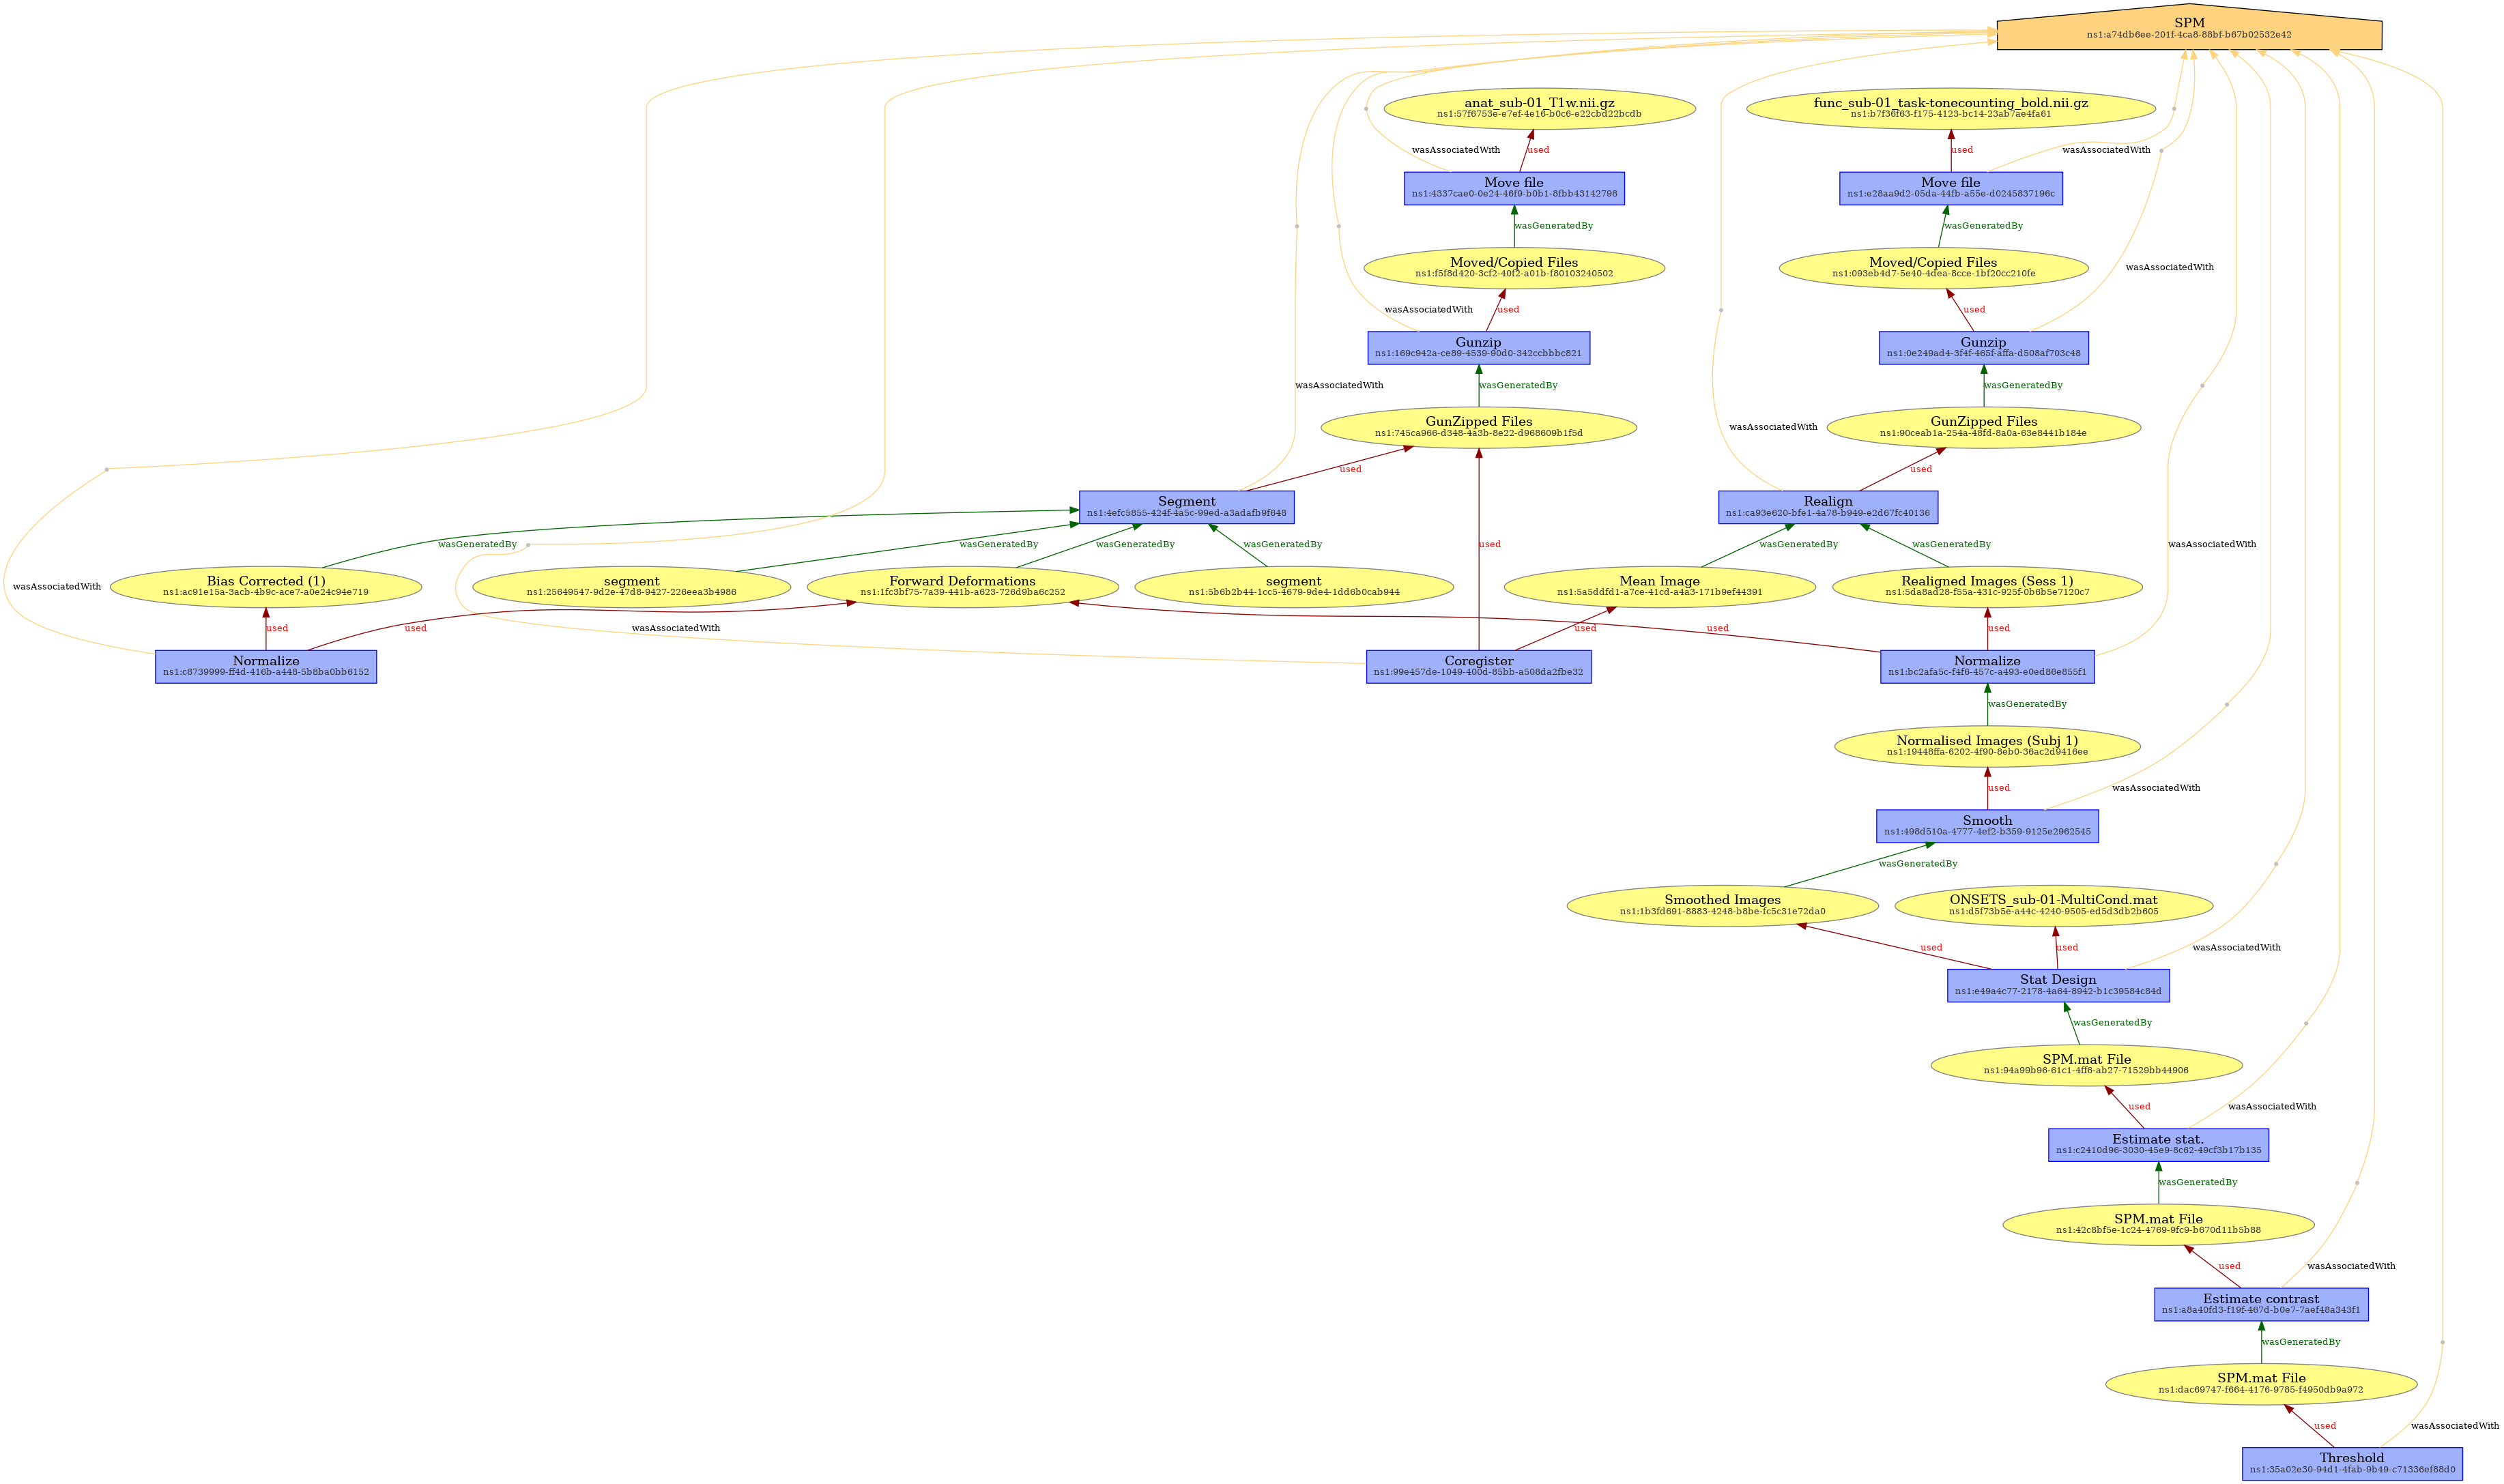 SPM
ns1:a74db6ee-201f-4ca8-88bf-b67b02532e42
anat_sub-01_T1w.nii.gz
ns1:57f6753e-e7ef-4e16-b0c6-e22cbd22bcdb
func_sub-01_task-tonecounting_bold.nii.gz
ns1:b7f36f63-f175-4123-bc14-23ab7ae4fa61
wasAssociatedWith
used
used
wasAssociatedWith
Move file
ns1:4337cae0-0e24-46f9-b0b1-8fbb43142798
Move file
ns1:e28aa9d2-05da-44fb-a55e-d0245837196c
wasGeneratedBy
wasGeneratedBy
Moved/Copied Files
ns1:f5f8d420-3cf2-40f2-a01b-f80103240502
Moved/Copied Files
ns1:093eb4d7-5e40-4dea-8cce-1bf20cc210fe
wasAssociatedWith
wasAssociatedWith
used
used
Gunzip
ns1:169c942a-ce89-4539-90d0-342ccbbbc821
Gunzip
ns1:0e249ad4-3f4f-465f-affa-d508af703c48
wasAssociatedWith
wasGeneratedBy
wasGeneratedBy
GunZipped Files
ns1:745ca966-d348-4a3b-8e22-d968609b1f5d
wasAssociatedWith
GunZipped Files
ns1:90ceab1a-254a-48fd-8a0a-63e8441b184e
used
used
Segment
ns1:4efc5855-424f-4a5c-99ed-a3adafb9f648
Realign
ns1:ca93e620-bfe1-4a78-b949-e2d67fc40136
wasGeneratedBy
wasGeneratedBy
wasGeneratedBy
wasGeneratedBy
used
wasGeneratedBy
wasGeneratedBy
wasAssociatedWith
wasAssociatedWith
Bias Corrected (1)
ns1:ac91e15a-3acb-4b9c-ace7-a0e24c94e719
segment
ns1:25649547-9d2e-47d8-9427-226eea3b4986
Forward Deformations
ns1:1fc3bf75-7a39-441b-a623-726d9ba6c252
segment
ns1:5b6b2b44-1cc5-4679-9de4-1dd6b0cab944
Mean Image
ns1:5a5ddfd1-a7ce-41cd-a4a3-171b9ef44391
Realigned Images (Sess 1)
ns1:5da8ad28-f55a-431c-925f-0b6b5e7120c7
used
used
wasAssociatedWith
used
used
used
Normalize
ns1:c8739999-ff4d-416b-a448-5b8ba0bb6152
Coregister
ns1:99e457de-1049-400d-85bb-a508da2fbe32
Normalize
ns1:bc2afa5c-f4f6-457c-a493-e0ed86e855f1
wasGeneratedBy
Normalised Images (Subj 1)
ns1:19448ffa-6202-4f90-8eb0-36ac2d9416ee
used
wasAssociatedWith
Smooth
ns1:498d510a-4777-4ef2-b359-9125e2962545
wasGeneratedBy
Smoothed Images
ns1:1b3fd691-8883-4248-b8be-fc5c31e72da0
ONSETS_sub-01-MultiCond.mat
ns1:d5f73b5e-a44c-4240-9505-ed5d3db2b605
used
used
wasAssociatedWith
Stat Design
ns1:e49a4c77-2178-4a64-8942-b1c39584c84d
wasGeneratedBy
SPM.mat File
ns1:94a99b96-61c1-4ff6-ab27-71529bb44906
used
wasAssociatedWith
Estimate stat.
ns1:c2410d96-3030-45e9-8c62-49cf3b17b135
wasGeneratedBy
SPM.mat File
ns1:42c8bf5e-1c24-4769-9fc9-b670d11b5b88
used
wasAssociatedWith
Estimate contrast
ns1:a8a40fd3-f19f-467d-b0e7-7aef48a343f1
wasGeneratedBy
SPM.mat File
ns1:dac69747-f664-4176-9785-f4950db9a972
used
wasAssociatedWith
Threshold
ns1:35a02e30-94d1-4fab-9b49-c71336ef88d0